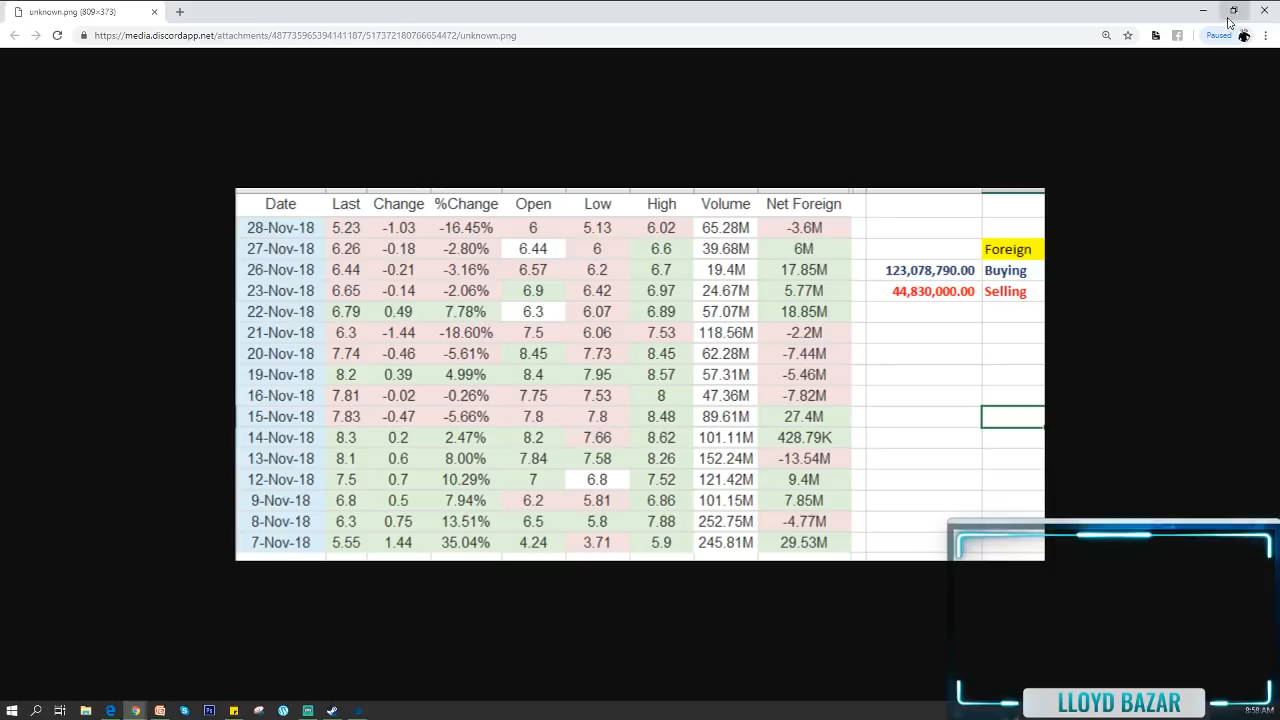 unknown.png (809×373)
https://media.discordapp.net/attachments/487735965394141187/517372180766654472/unknown.png
Paused
Date Last Change %Change Open Low High Volume Net Foreign
28-Nov-18 5.23 -1.03 -16.45% 6 5.13 6.02 65.28M -3.6M
27-Nov-18 6.26 -0.18 -2.80% 6.44 6 6.6 39.68M 6M Foreign
26-Nov-18 6.44 -0.21 -3.16% 6.57 6.2 6.7 19.4M 17.85M 123,078,790.00 Buying
23-Nov-18 6.65 -0.14 -2.06% 6.9 6.42 6.97 24.67M 5.77M 44,830,000.00 Selling
22-Nov-18 6.79 0.49 7.78% 6.3 6.07 6.89 57.07M 18.85M
21-Nov-18 6.3 -1.44 -18.60% 7.5 6.06 7.53 118.56M -2.2M
20-Nov-18 7.74 -0.46 -5.61% 8.45 7.73 8.45 62.28M -7.44M
19-Nov-18 8.2 0.39 4.99% 8.4 7.95 8.57 57.31M -5.46M
16-Nov-18 7.81 -0.02 -0.26% 7.75 7.53 8 47.36M -7.82M
15-Nov-18 7.83 -0.47 -5.66% 7.8 7.8 8.48 89.61M 27.4M
14-Nov-18 8.3 0.2 2.47% 8.2 7.66 8.62 101.11M 428.79K
13-Nov-18 8.1 0.6 8.00% 7.84 7.58 8.26 152.24M -13.54M
12-Nov-18 7.5 0.7 10.29% 7 6.8 7.52 121.42M 9.4M
9-Nov-18 6.8 0.5 7.94% 6.2 5.81 6.86 101.15M 7.85M
8-Nov-18 6.3 0.75 13.51% 6.5 5.8 7.88 252.75M -4.77M
7-Nov-18 5.55 1.44 35.04% 4.24 3.71 5.9 245.81M 29.53M
LLOYD BAZAR
8:58 AM